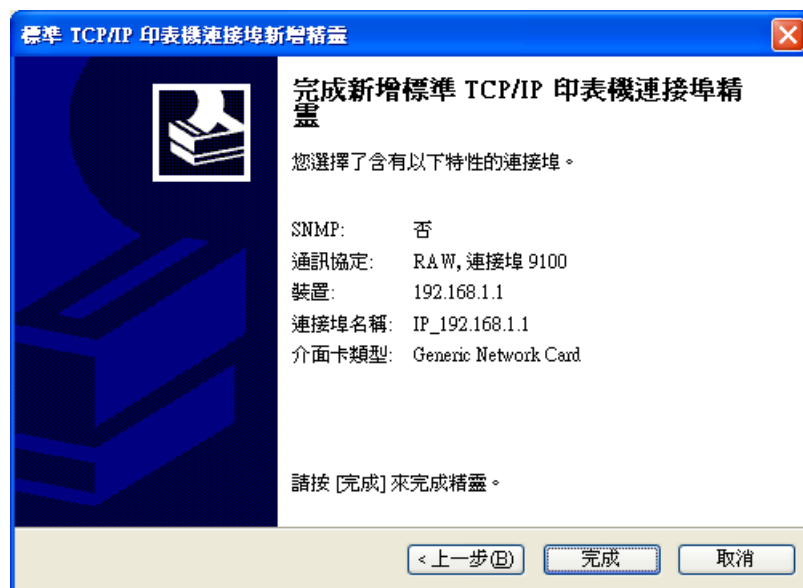 標準 TCP/IP 印表機連接埠新增精靈
完成新增標準 TCP/IP 印表機連接埠精
靈
您選擇了含有以下特性的連接埠。
SNMP: 否
通訊協定: RAW, 連接埠 9100
裝置: 192.168.1.1
連接埠名稱: IP_192.168.1.1
介面卡類型: Generic Network Card
請按 [完成] 來完成精靈。
< 上一步(B) 完成 取消